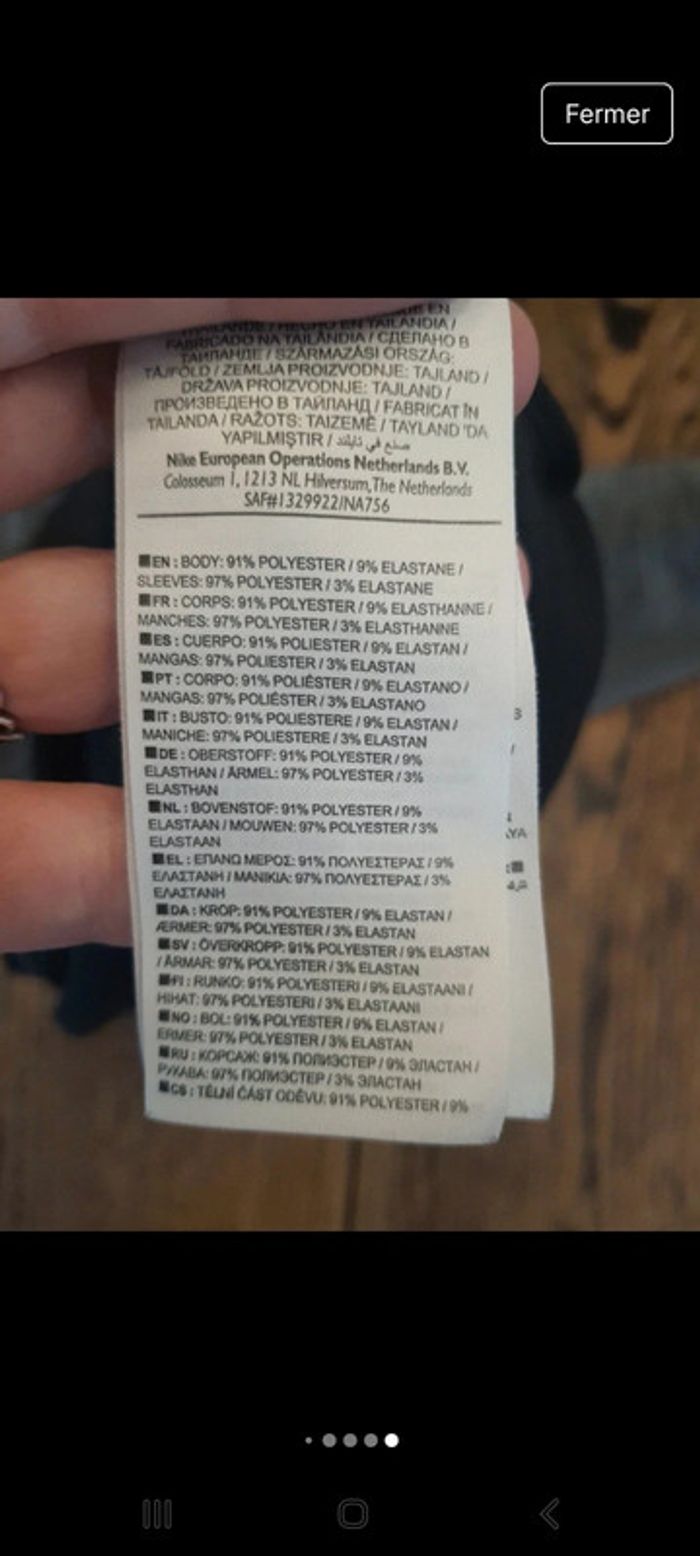 Fermer
THAILANDE / HECHO EN TAILANDIA /
FABRICADO NA TAILÂNDIA / СДЕЛАНО В
ТАИЛАНДЕ / SZÁRMAZÁSI ORSZÁG:
TAJFÖLD / ZEMLJA PROIZVODNJE: TAJLAND /
DRŽAVA PROIZVODNJE: TAJLAND /
ПРОИЗВЕДЕНО В ТАЙЛАНД / FABRICAT ÎN
TAILANDA / RAŽOTS: TAIZEMĒ / TAYLAND 'DA
YAPILMIŞTIR / صنع في تايلند
Nike European Operations Netherlands B.V.
Colosseum 1, 1213 NL Hilversum,The Netherlands
SAF#1329922/NA756
■EN : BODY: 91% POLYESTER / 9% ELASTANE /
SLEEVES: 97% POLYESTER / 3% ELASTANE
■FR : CORPS: 91% POLYESTER / 9% ELASTHANNE /
MANCHES: 97% POLYESTER / 3% ELASTHANNE
■ES : CUERPO: 91% POLIESTER / 9% ELASTAN /
MANGAS: 97% POLIESTER / 3% ELASTAN
■PT : CORPO: 91% POLIÉSTER / 9% ELASTANO /
MANGAS: 97% POLIÉSTER / 3% ELASTANO
■IT : BUSTO: 91% POLIESTERE / 9% ELASTAN /
MANICHE: 97% POLIESTERE / 3% ELASTAN
■DE : OBERSTOFF: 91% POLYESTER / 9%
ELASTHAN / ÄRMEL: 97% POLYESTER / 3%
ELASTHAN
■NL : BOVENSTOF: 91% POLYESTER / 9%
ELASTAAN / MOUWEN: 97% POLYESTER / 3%
ELASTAAN
■EL : ΕΠΑΝΩ ΜΕΡΟΣ: 91% ΠΟΛΥΕΣΤΕΡΑΣ / 9%
ΕΛΑΣΤΑΝΗ / ΜΑΝΙΚΙΑ: 97% ΠΟΛΥΕΣΤΕΡΑΣ / 3%
ΕΛΑΣΤΑΝΗ
■DA : KROP: 91% POLYESTER / 9% ELASTAN /
ÆRMER: 97% POLYESTER / 3% ELASTAN
■SV : ÖVERKROPP: 91% POLYESTER / 9% ELASTAN
/ ÄRMAR: 97% POLYESTER / 3% ELASTAN
■FI : RUNKO: 91% POLYESTERI / 9% ELASTAANI /
HIHAT: 97% POLYESTERI / 3% ELASTAANI
■NO : BOL: 91% POLYESTER / 9% ELASTAN /
ERMER: 97% POLYESTER / 3% ELASTAN
■RU : КОРСАЖ: 91% ПОЛИЭСТЕР / 9% ЭЛАСТАН /
РУКАВА: 97% ПОЛИЭСТЕР / 3% ЭЛАСТАН
■CS : TĚLNÍ ČÁST ODĚVU: 91% POLYESTER / 9%